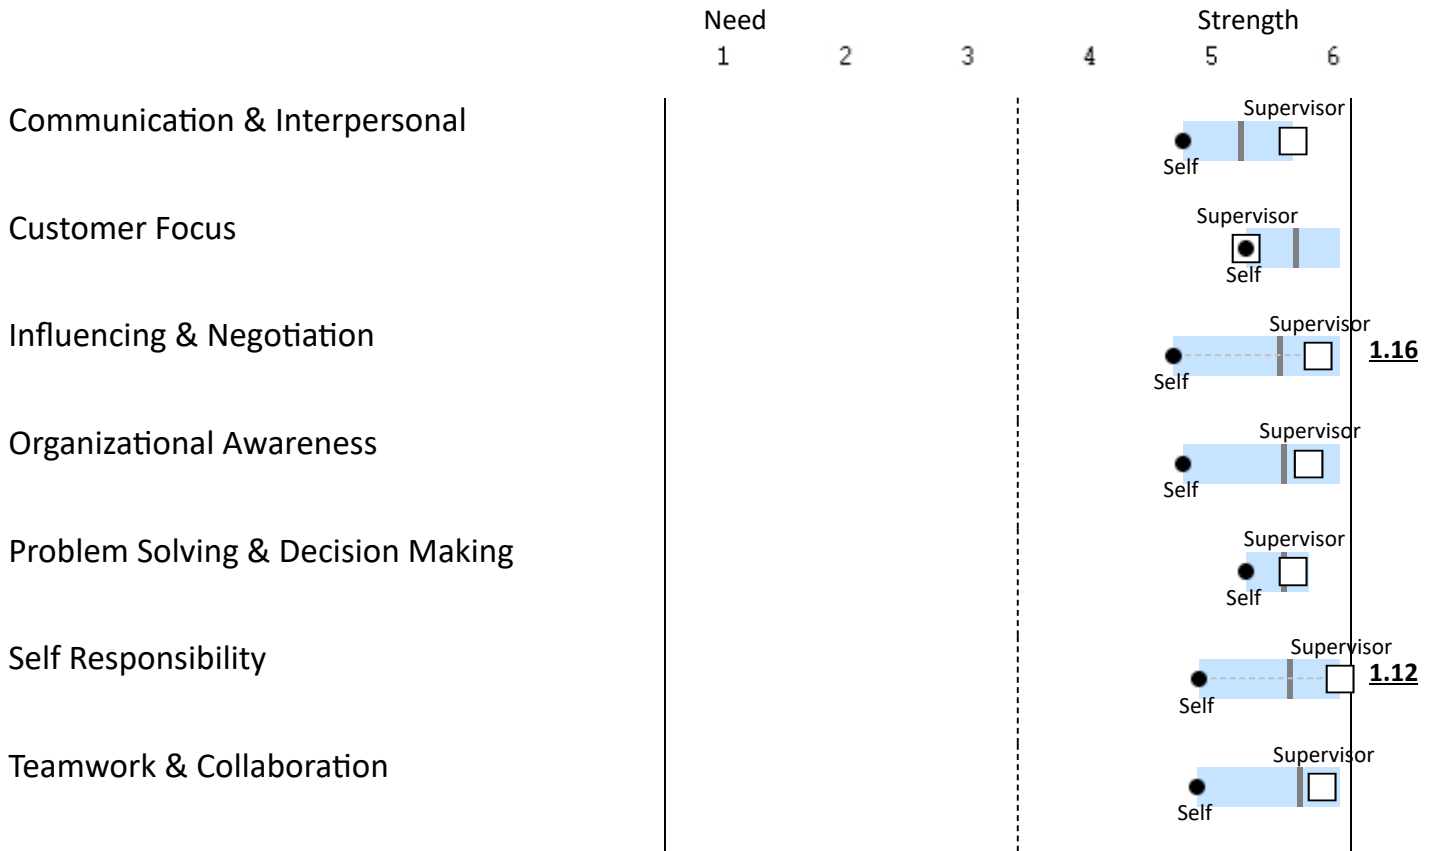 Need Strength
1 2 3 4 5 6
Communication & Interpersonal
Supervisor
Self
Customer Focus
Supervisor
Self
Influencing & Negotiation
Supervisor
1.16
Self
Organizational Awareness
Supervisor
Self
Problem Solving & Decision Making
Supervisor
Self
Self Responsibility
Supervisor
1.12
Self
Teamwork & Collaboration
Supervisor
Self